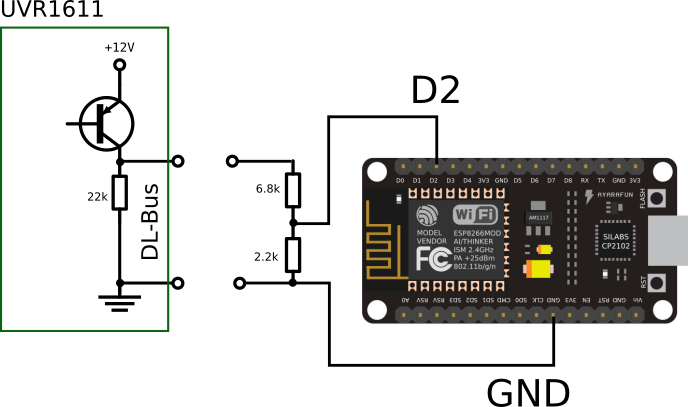 UVR1611
+12V
22k
DL-Bus
6.8k
2.2k
D2
D0 D1 D2 D3 D4 3V3 GND D5 D6 D7 D8 RX TX GND 3V3
AYARAFUN
FLASH
WiFi
MODEL
VENDOR
ESP8266MOD
AI/THINKER
ISM 2.4GHz
PA +25dBm
802.11b/g/n
FC
AM1117
SILABS
CP2102
RST
A0 RSV RSV SD3 SD2 SD1 CMD SD0 CLK GND 3V3 EN RST GND Vin
GND